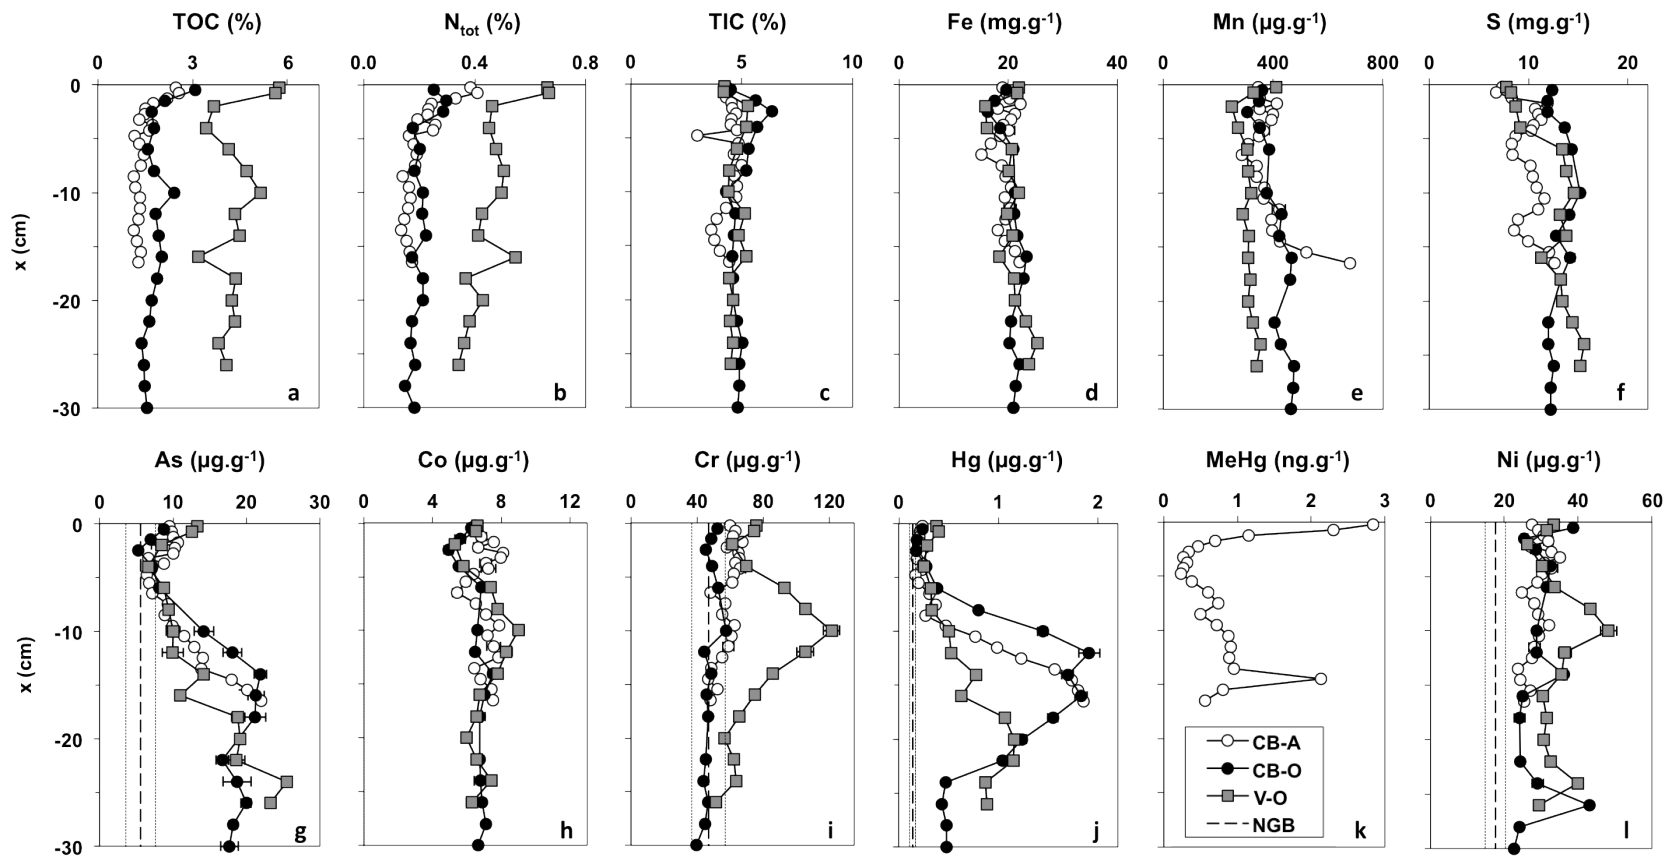 TOC (%) N_tot (%) TIC (%) Fe (mg.g⁻¹) Mn (µg.g⁻¹) S (mg.g⁻¹)
0 3 6 0.0 0.4 0.8 0 5 10 0 20 40 0 400 800 0 10 20
0
-10
x (cm)
-20
-30
a b c d e f
As (µg.g⁻¹) Co (µg.g⁻¹) Cr (µg.g⁻¹) Hg (µg.g⁻¹) MeHg (ng.g⁻¹) Ni (µg.g⁻¹)
0 10 20 30 0 4 8 12 0 40 80 120 0 1 2 0 1 2 3 0 20 40 60
0
-10
x (cm)
-20
-30
CB-A
CB-O
V-O
NGB
g h i j k l